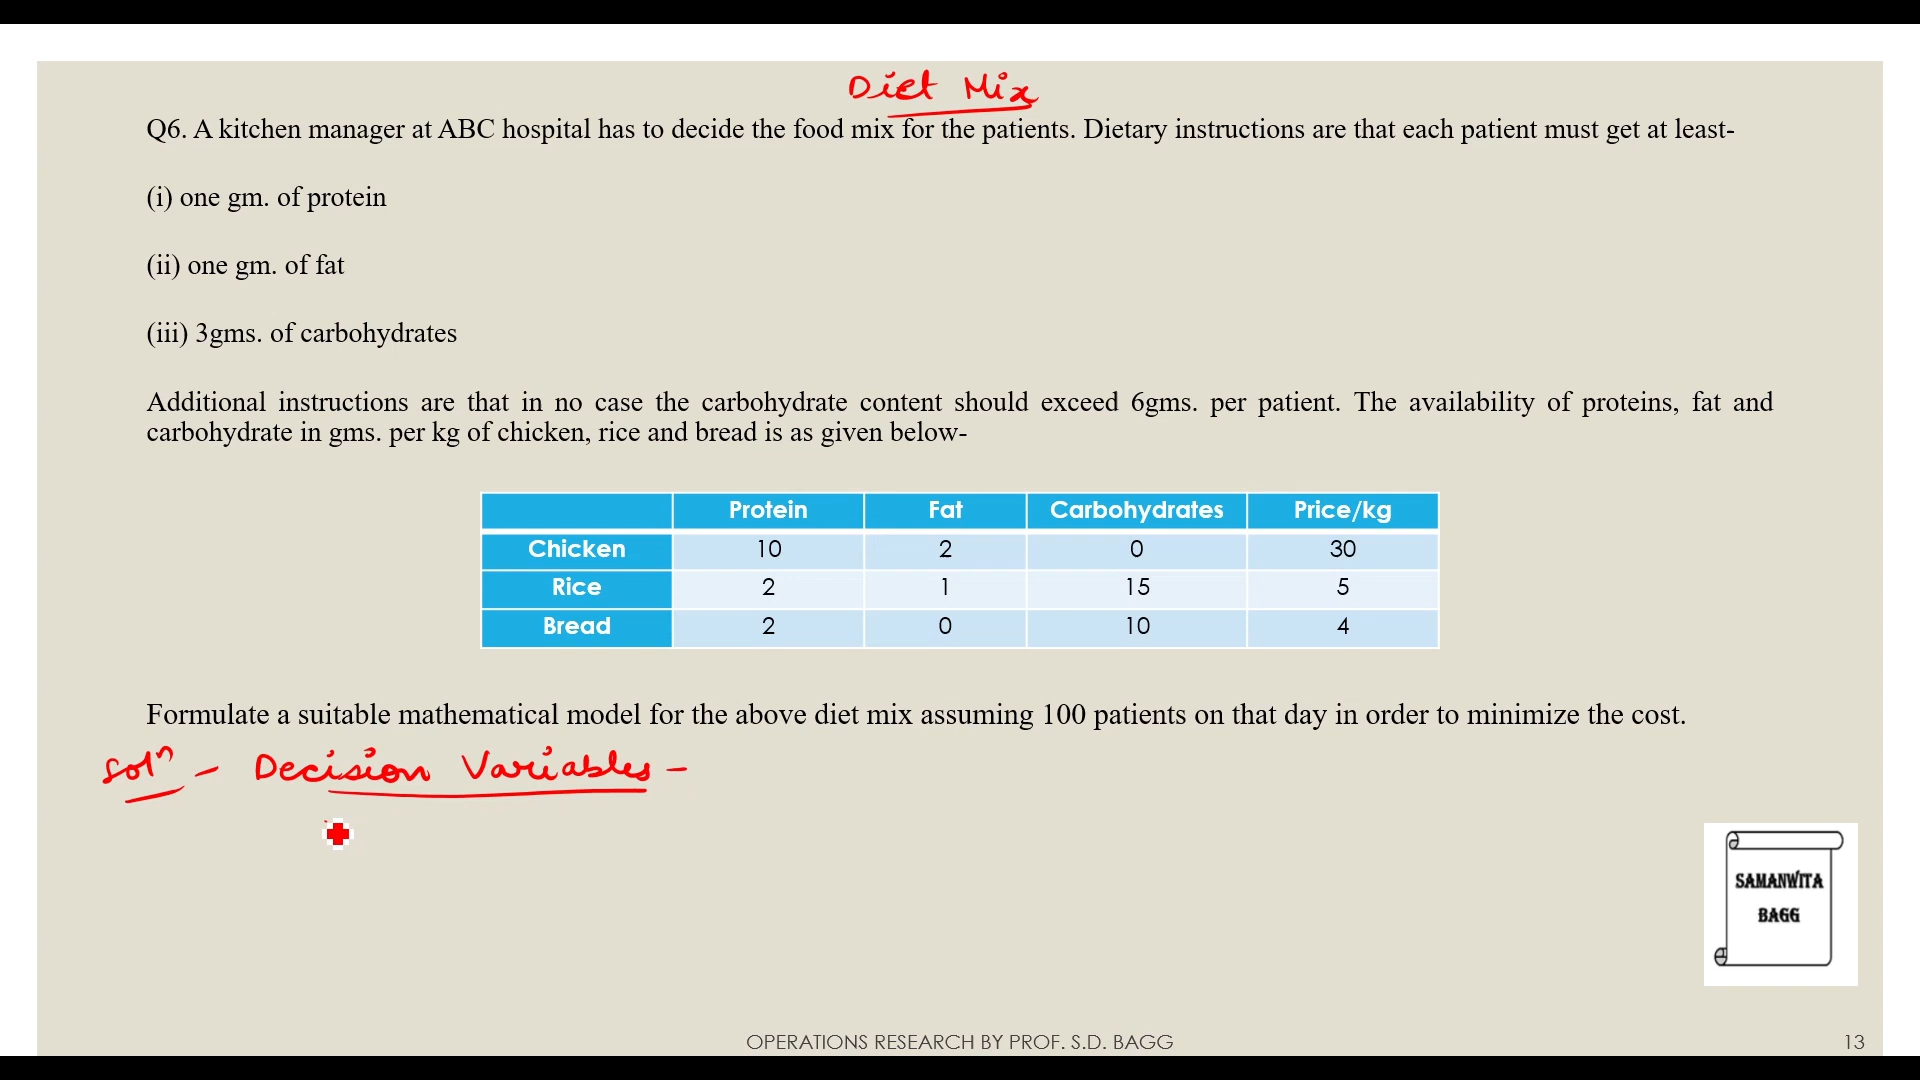 Diet Mix
Q6. A kitchen manager at ABC hospital has to decide the food mix for the patients. Dietary instructions are that each patient must get at least-
(i) one gm. of protein
(ii) one gm. of fat
(iii) 3gms. of carbohydrates
Additional instructions are that in no case the carbohydrate content should exceed 6gms. per patient. The availability of proteins, fat and
carbohydrate in gms. per kg of chicken, rice and bread is as given below-
Protein Fat Carbohydrates Price/kg
Chicken 10 2 0 30
Rice 2 1 15 5
Bread 2 0 10 4
Formulate a suitable mathematical model for the above diet mix assuming 100 patients on that day in order to minimize the cost.
Solⁿ - Decision Variables -
SAMANWITA
BAGG
OPERATIONS RESEARCH BY PROF. S.D. BAGG 13